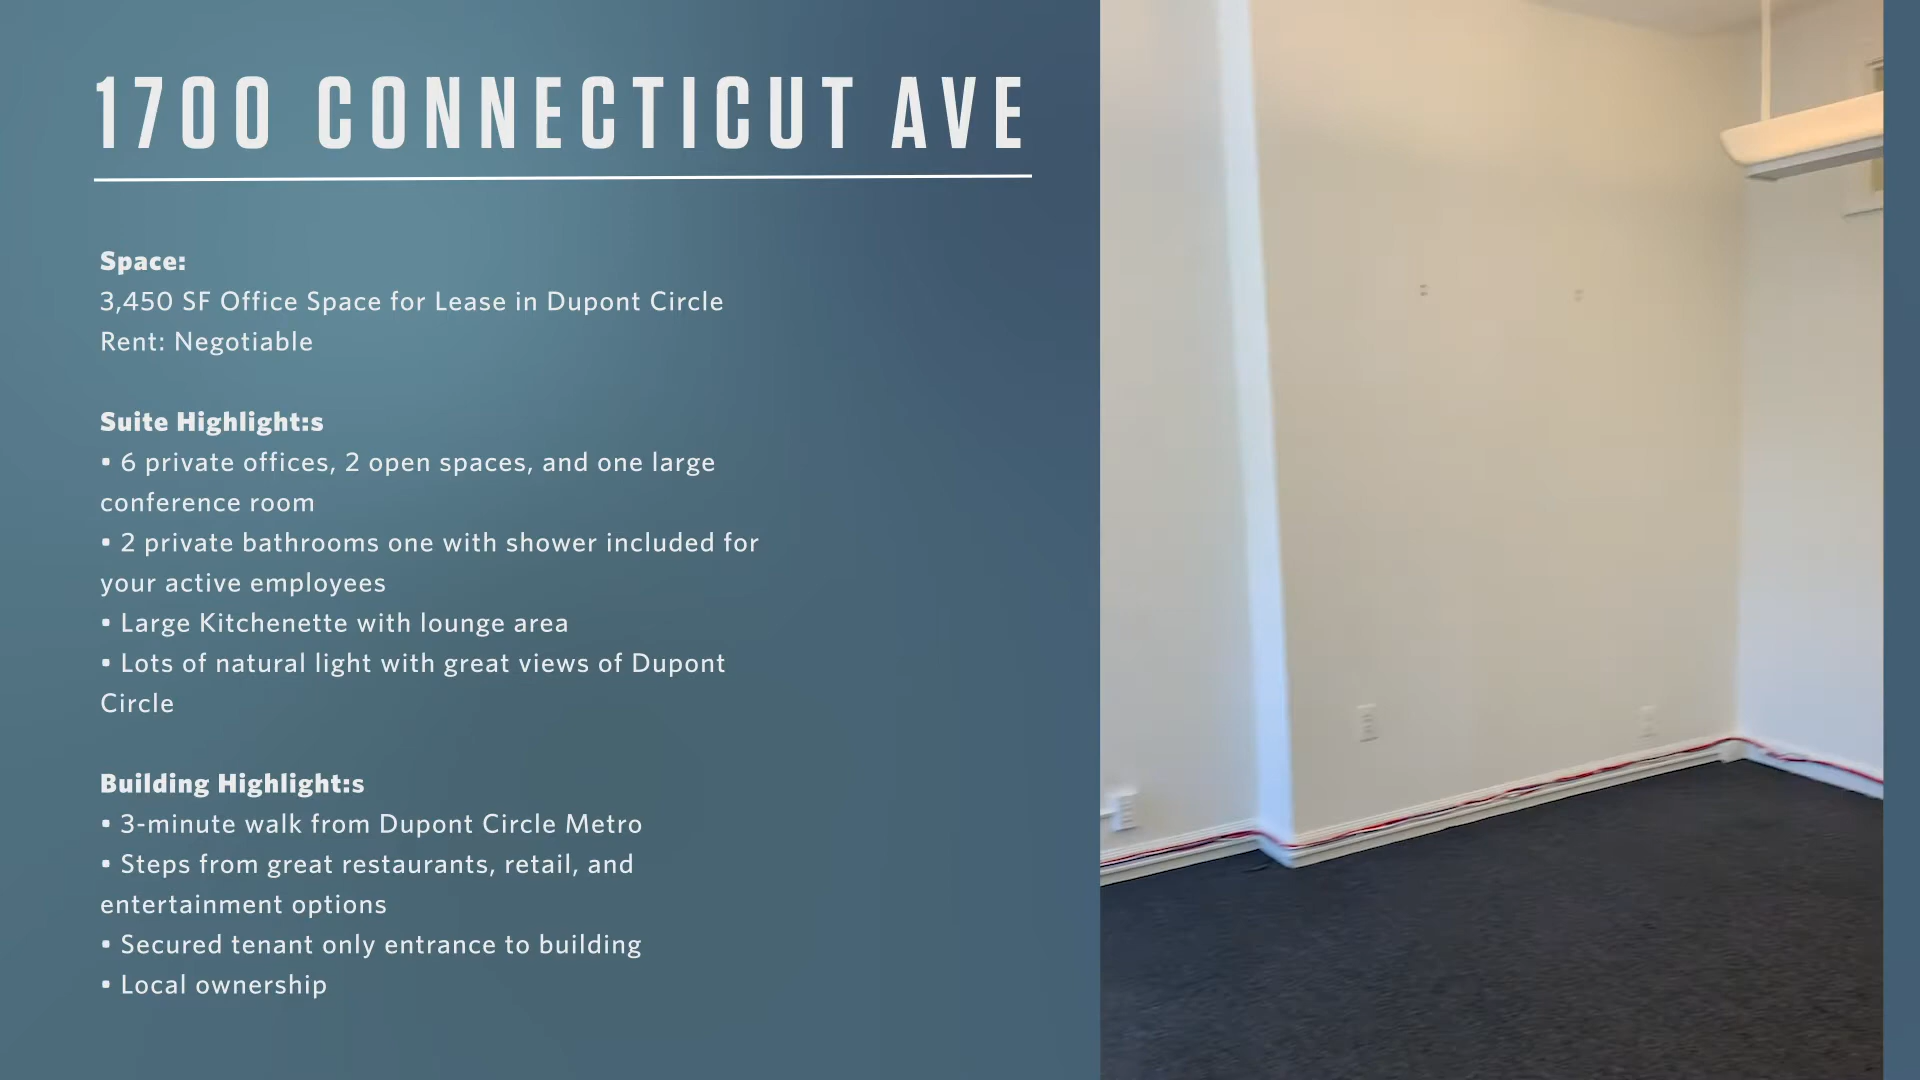 1700 CONNECTICUT AVE
Space:
3,450 SF Office Space for Lease in Dupont Circle
Rent: Negotiable
Suite Highlight:s
▪ 6 private offices, 2 open spaces, and one large
conference room
▪ 2 private bathrooms one with shower included for
your active employees
▪ Large Kitchenette with lounge area
▪ Lots of natural light with great views of Dupont
Circle
Building Highlight:s
▪ 3-minute walk from Dupont Circle Metro
▪ Steps from great restaurants, retail, and
entertainment options
▪ Secured tenant only entrance to building
▪ Local ownership